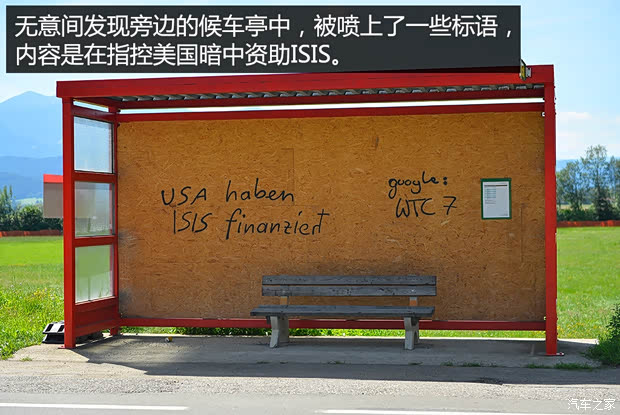 无意间发现旁边的候车亭中，被喷上了一些标语，
内容是在指控美国暗中资助ISIS。
USA haben
ISIS finanziert
google:
WTC 7
汽车之家